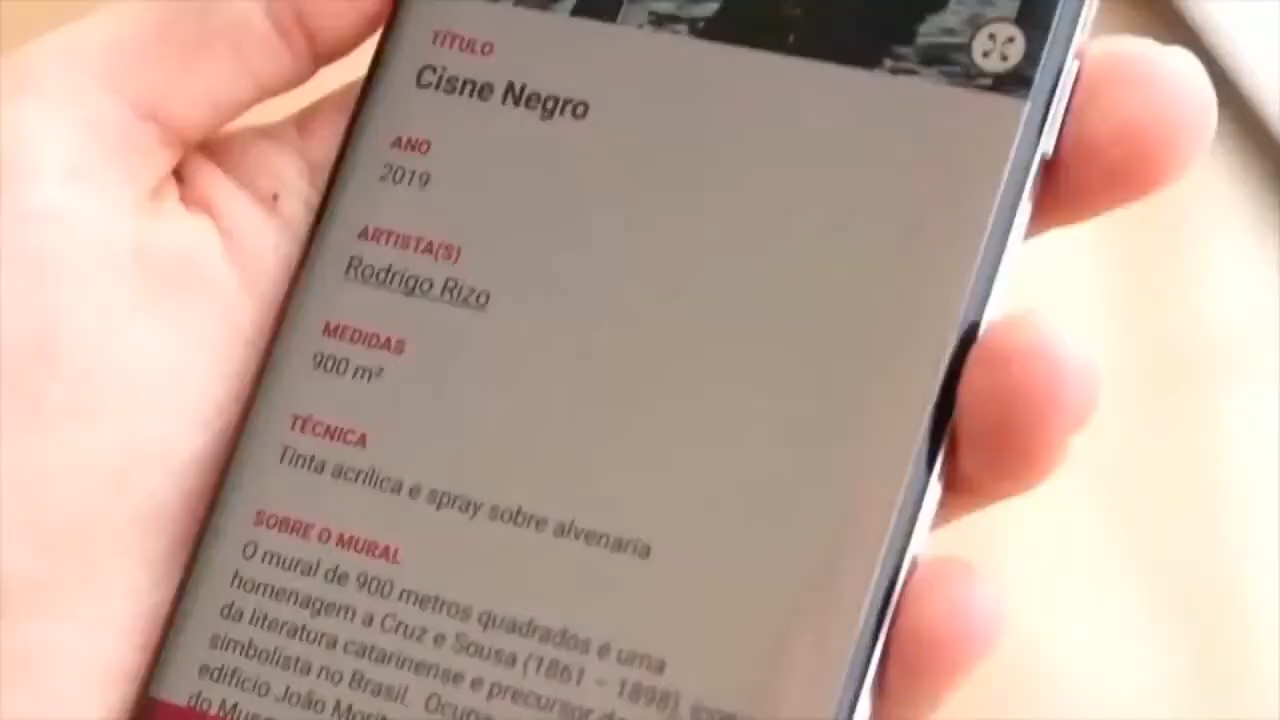 TÍTULO
Cisne Negro
ANO
2019
ARTISTA(S)
Rodrigo Rizo
MEDIDAS
900 m²
TÉCNICA
Tinta acrílica e spray sobre alvenaria
SOBRE O MURAL
O mural de 900 metros quadrados é uma
homenagem a Cruz e Sousa (1861 – 1898),
da literatura catarinense e precursor
simbolista no Brasil.
edifício João
do